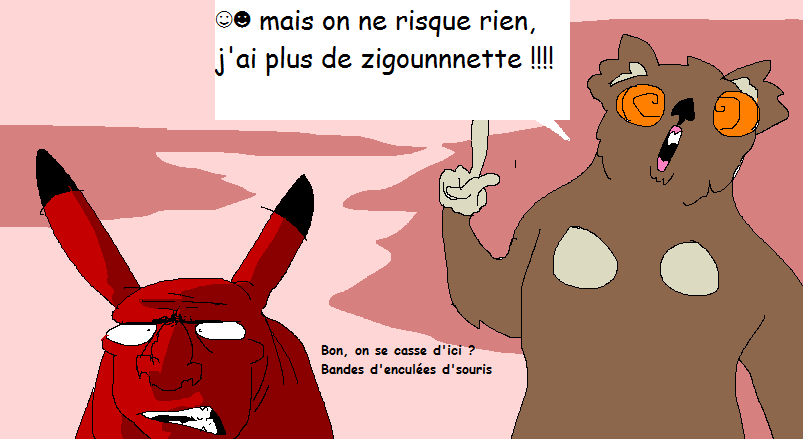 ☺☻ mais on ne risque rien,
j'ai plus de zigounnnette !!!!
Bon, on se casse d'ici ?
Bandes d'enculées d'souris